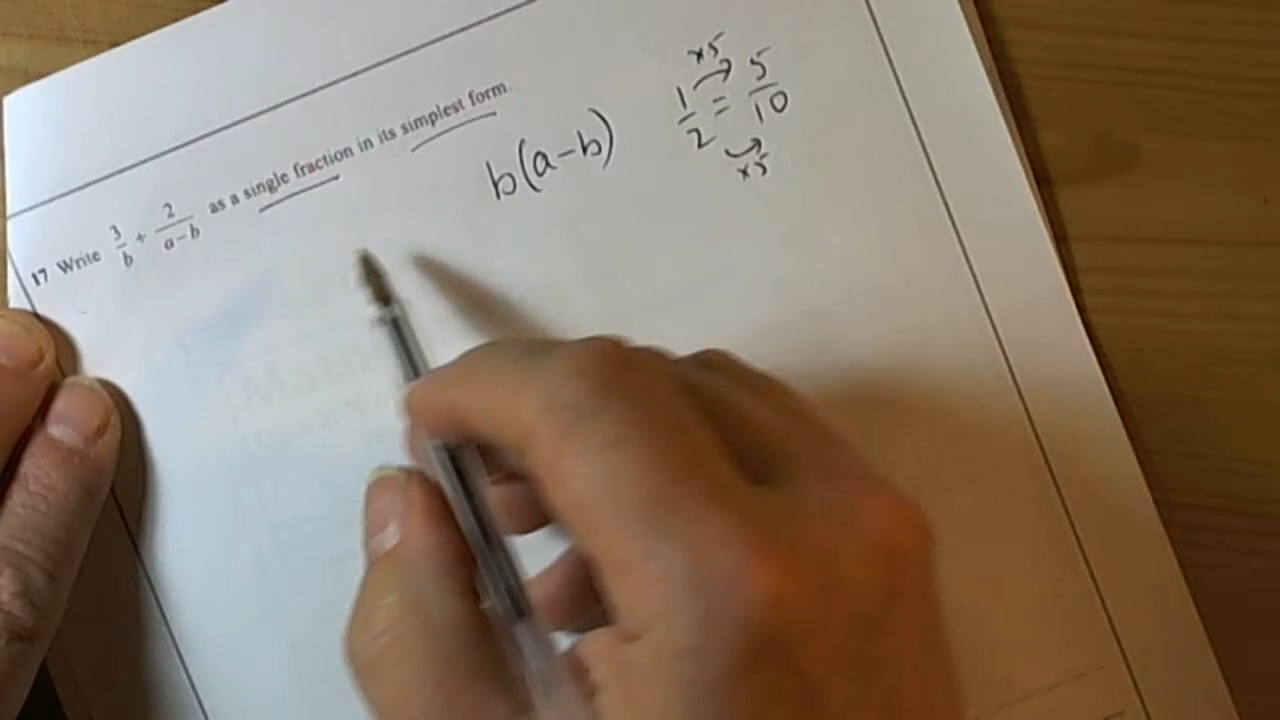 17 Write 3/b + 2/(a-b) as a single fraction in its simplest form.
b(a-b)
×5
1/2 = 5/10
×5